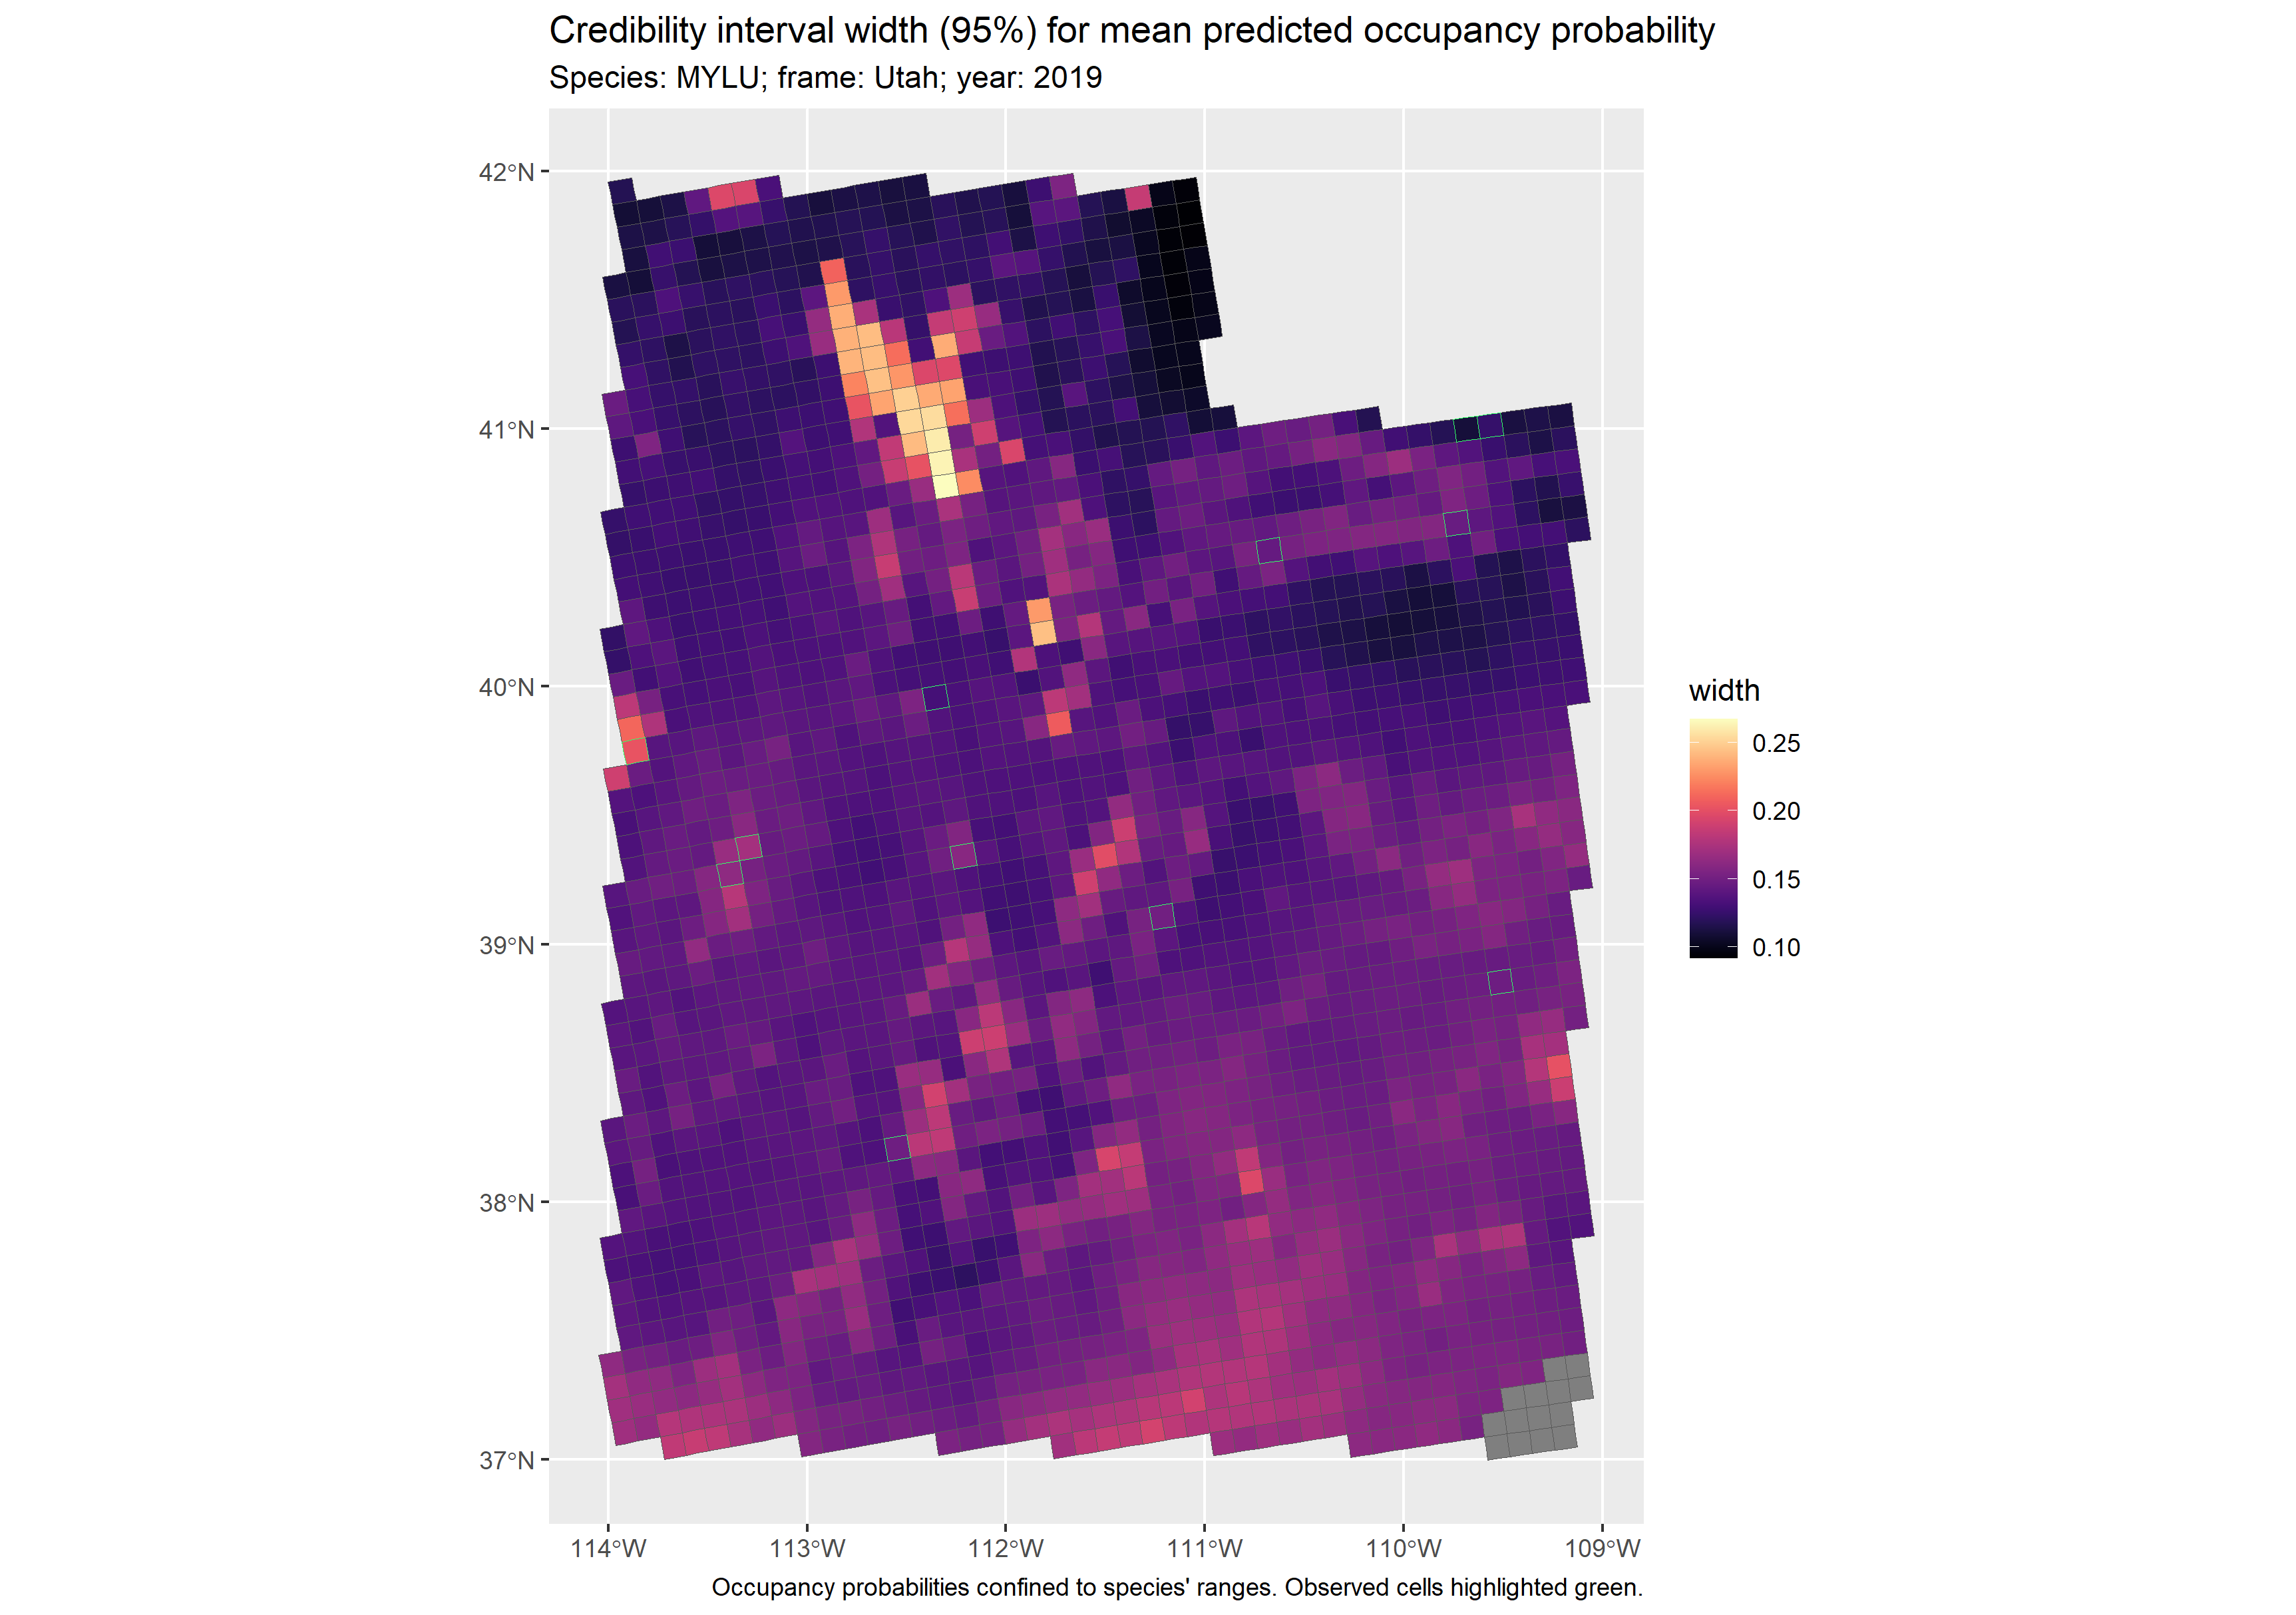 Credibility interval width (95%) for mean predicted occupancy probability
Species: MYLU; frame: Utah; year: 2019
42°N
41°N
40°N
39°N
38°N
37°N
114°W
113°W
112°W
111°W
110°W
109°W
width
0.25
0.20
0.15
0.10
Occupancy probabilities confined to species' ranges. Observed cells highlighted green.